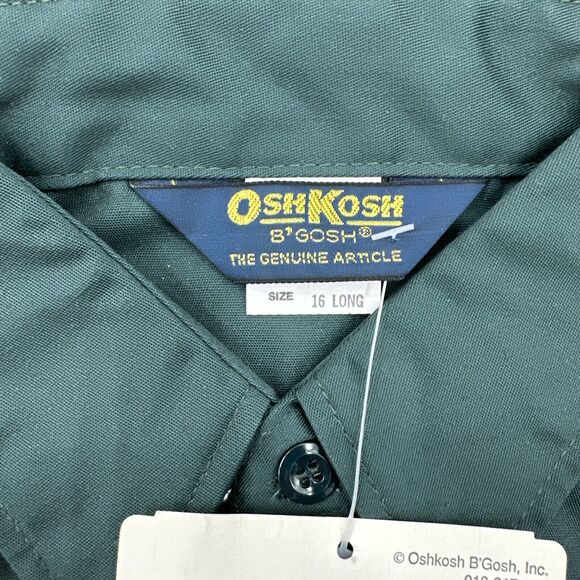 OSHKOSH
B'GOSH®
THE GENUINE ARTICLE
SIZE 16 LONG
© Oshkosh B'Gosh, Inc.